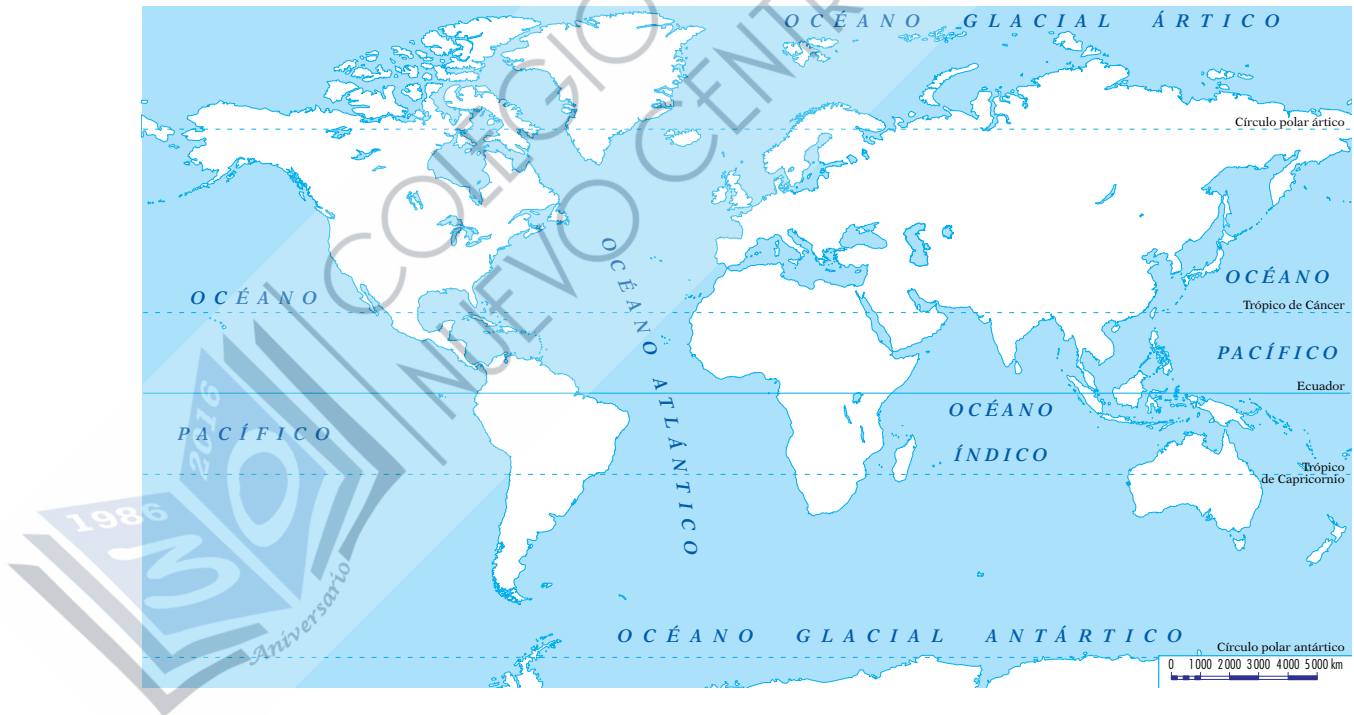 OCÉANO GLACIAL ÁRTICO
Círculo polar ártico
COLEGIO
NUEVO CENTR
OCÉANO ATLÁNTICO
OCÉANO
OCÉANO
Trópico de Cáncer
PACÍFICO
Ecuador
OCÉANO
ÍNDICO
PACÍFICO
2016
Trópico
de Capricornio
1986
30
Aniversario
OCÉANO GLACIAL ANTÁRTICO
Círculo polar antártico
0 1000 2000 3000 4000 5000 km